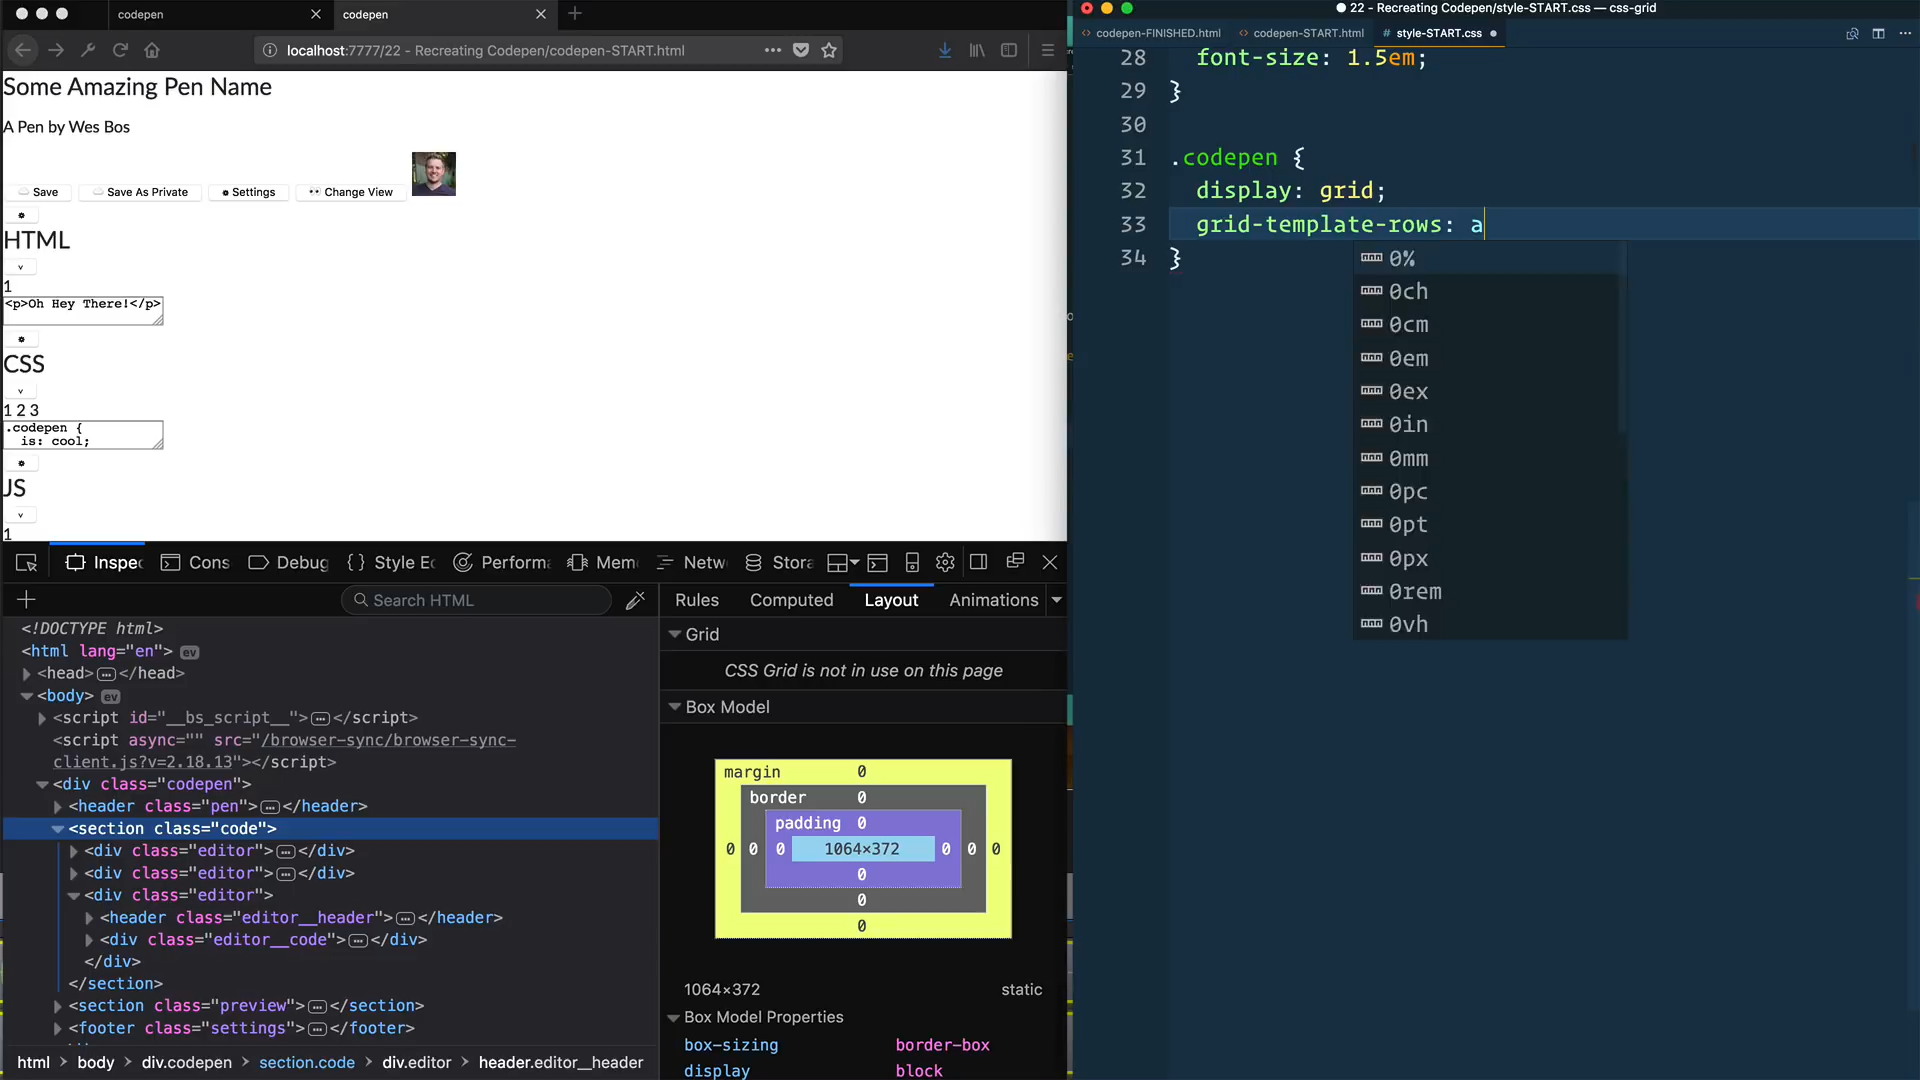 codepen
codepen
localhost:7777/22 - Recreating Codepen/codepen-START.html
Some Amazing Pen Name
A Pen by Wes Bos
Save
Save As Private
Settings
Change View
HTML
v
1
<p>Oh Hey There!</p>
CSS
v
1 2 3
.codepen {
is: cool;
JS
v
1
Inspec
Cons
Debug
{ } Style Ed
Performa
Mem
Netw
Stora
Search HTML
<!DOCTYPE html>
<html lang="en"> ev
<head></head>
<body> ev
<script id="__bs_script__"></script>
<script async="" src="/browser-sync/browser-sync-
client.js?v=2.18.13"></script>
<div class="codepen">
<header class="pen"></header>
<section class="code">
<div class="editor"></div>
<div class="editor"></div>
<div class="editor">
<header class="editor__header"></header>
<div class="editor__code"></div>
</div>
</section>
<section class="preview"></section>
<footer class="settings"></footer>
html > body > div.codepen > section.code > div.editor > header.editor__header
Rules
Computed
Layout
Animations
Grid
CSS Grid is not in use on this page
Box Model
margin 0
border 0
padding 0
0 0 0 1064×372 0 0 0
0
0
0
1064×372
static
Box Model Properties
box-sizing border-box
display block
22 - Recreating Codepen/style-START.css — css-grid
codepen-FINISHED.html
codepen-START.html
# style-START.css
28 font-size: 1.5em;
29 }
30
31 .codepen {
32 display: grid;
33 grid-template-rows: a
34 }
0%
0ch
0cm
0em
0ex
0in
0mm
0pc
0pt
0px
0rem
0vh